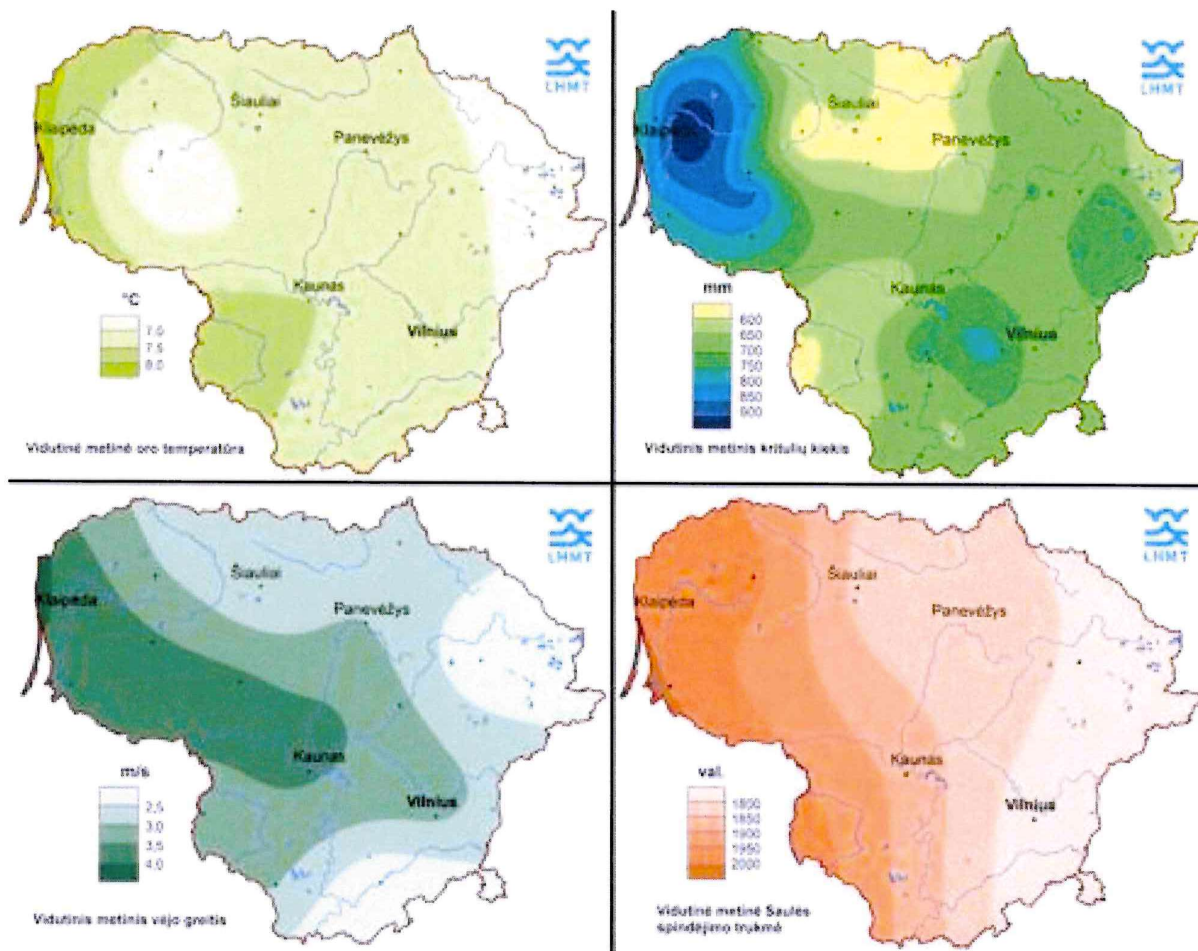 LHMT
Šiauliai
Klaipėda
Panevėžys
Kaunas
Vilnius
°C
7.0
7.5
8.0
Vidutinė metinė oro temperatūra
LHMT
Šiauliai
Klaipėda
Panevėžys
Kaunas
Vilnius
mm
600
650
700
750
800
850
900
Vidutinis metinis kritulių kiekis
LHMT
Šiauliai
Klaipėda
Panevėžys
Kaunas
Vilnius
m/s
2,5
3,0
3,5
4,0
Vidutinis metinis vėjo greitis
LHMT
Šiauliai
Klaipėda
Panevėžys
Kaunas
Vilnius
val.
1850
1900
1950
2000
Vidutinė metinė Saulės
spindėjimo trukmė